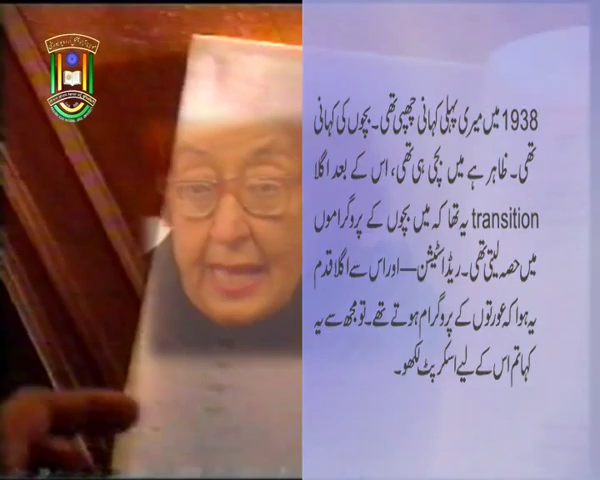 1938 میں میری پہلی کہانی چھپی تھی۔ بچوں کی کہانی
تھی۔ ظاہر ہے میں بچی ہی تھی، اس کے بعد اگلا
transition یہ تھا کہ میں بچوں کے پروگراموں
میں حصہ لیتی تھی۔ ریڈ اسٹیشن—اور اس سے اگلا قدم
یہ ہوا کہ عورتوں کے پروگرام ہوتے تھے۔ تو مجھ سے یہ
کہا تم اس کے لیے اسکرپٹ لکھو۔